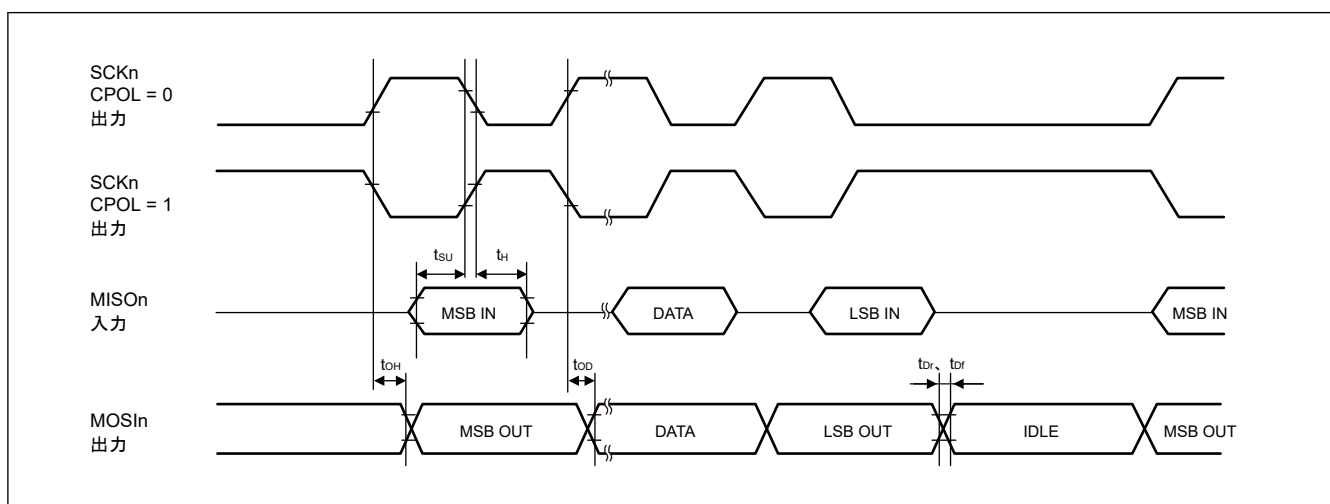 SCKn
CPOL = 0
出力
SCKn
CPOL = 1
出力
tSU
tH
MISOn
入力
MSB IN
DATA
LSB IN
MSB IN
tOH
tOD
tDr、tDf
MOSIn
出力
MSB OUT
DATA
LSB OUT
IDLE
MSB OUT